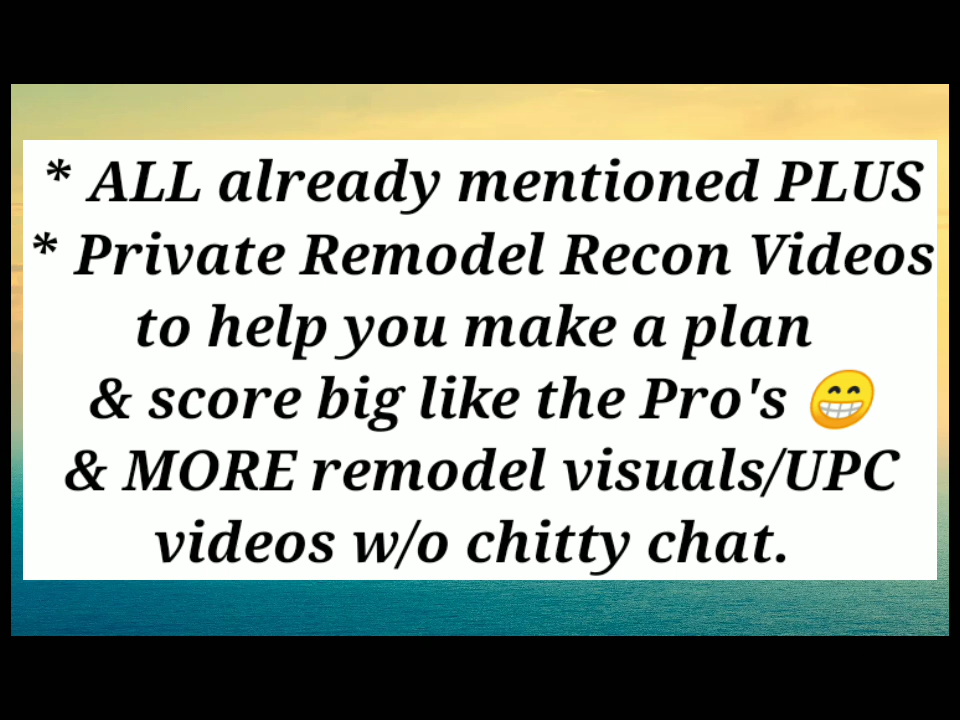 * ALL already mentioned PLUS
* Private Remodel Recon Videos
to help you make a plan
& score big like the Pro's 😁
& MORE remodel visuals/UPC
videos w/o chitty chat.